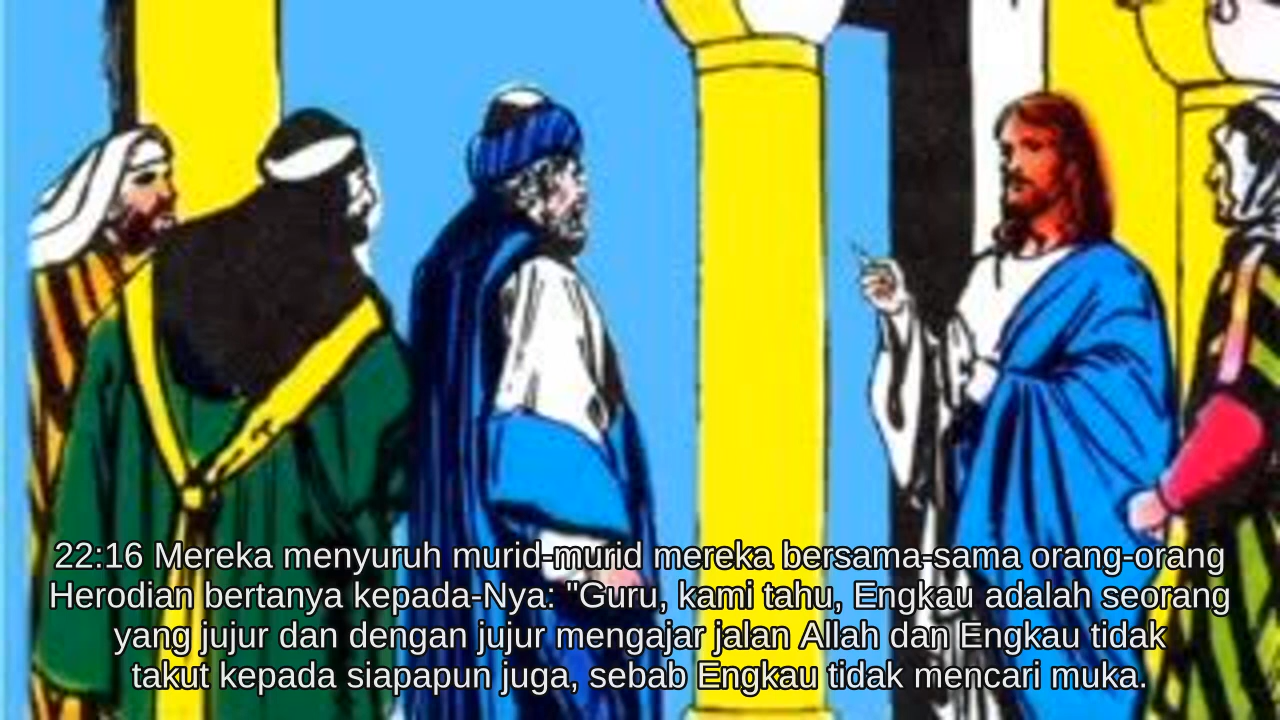 22:16 Mereka menyuruh murid-murid mereka bersama-sama orang-orang
Herodian bertanya kepada-Nya: "Guru, kami tahu, Engkau adalah seorang
yang jujur dan dengan jujur mengajar jalan Allah dan Engkau tidak
takut kepada siapapun juga, sebab Engkau tidak mencari muka.